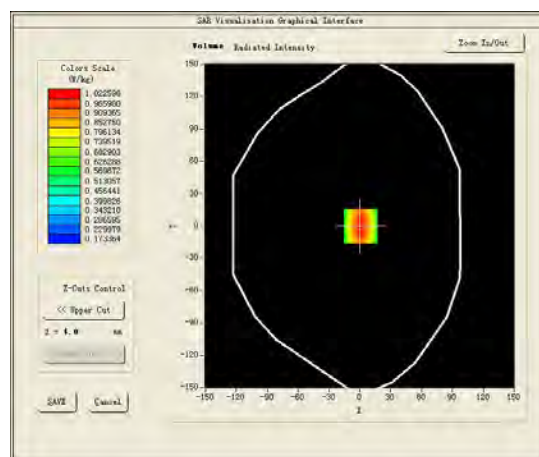 SAR Visualisation Graphical Interface
Volume Radiated Intensity
Zoom In/Out
Colors Scale
(W/kg)
1.022596
0.965980
0.909365
0.852750
0.796134
0.739519
0.682903
0.626288
0.569672
0.513057
0.456441
0.399826
0.343210
0.286595
0.229979
0.173364
150
120
90
60
30
0
-30
-60
-90
-120
-150
Y
Z-Cuts Control
<< Upper Cut
Z = 4.0 mm
SAVE Cancel
-150 -120 -90 -60 -30 0 30 60 90 120 150
X